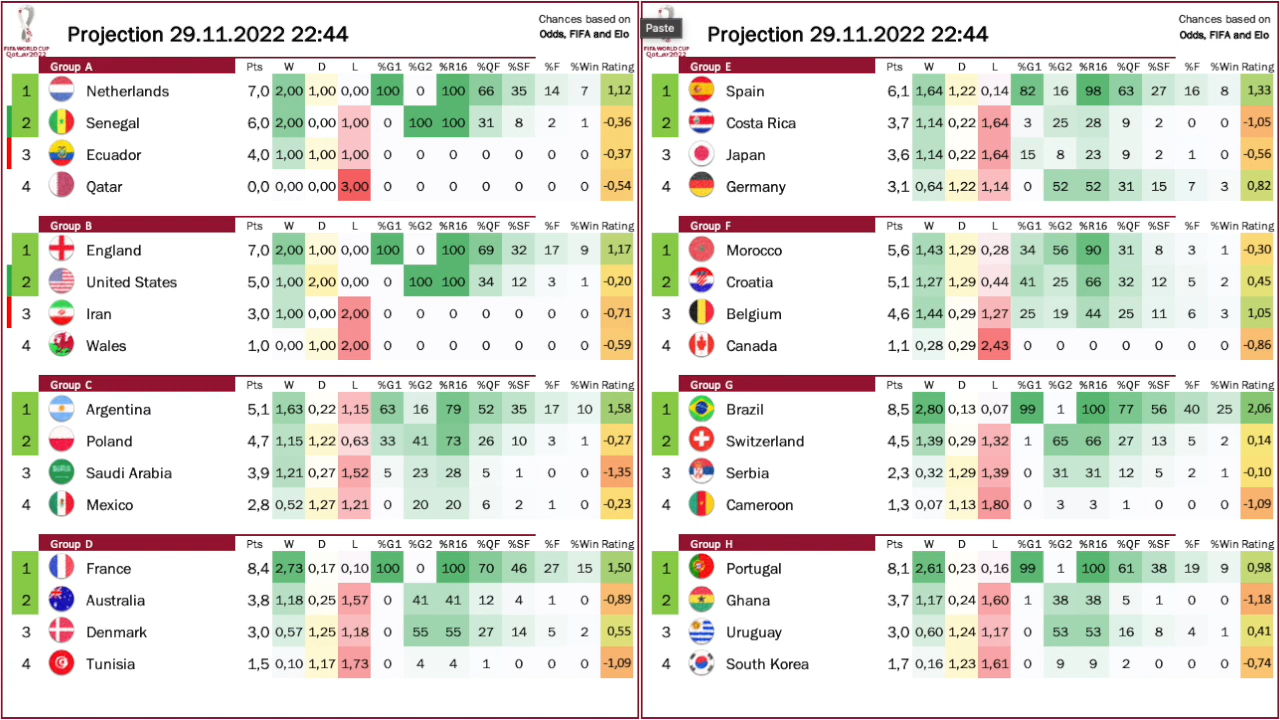 Projection 29.11.2022 22:44
Chances based on
Odds, FIFA and Elo
FIFA WORLD CUP
Qatar2022
Group A Pts W D L %G1 %G2 %R16 %QF %SF %F %Win Rating
1 Netherlands 7,0 2,00 1,00 0,00 100 0 100 66 35 14 7 1,12
2 Senegal 6,0 2,00 0,00 1,00 0 100 100 31 8 2 1 -0,36
3 Ecuador 4,0 1,00 1,00 1,00 0 0 0 0 0 0 0 -0,37
4 Qatar 0,0 0,00 0,00 3,00 0 0 0 0 0 0 0 -0,54
Group B Pts W D L %G1 %G2 %R16 %QF %SF %F %Win Rating
1 England 7,0 2,00 1,00 0,00 100 0 100 69 32 17 9 1,17
2 United States 5,0 1,00 2,00 0,00 0 100 100 34 12 3 1 -0,20
3 Iran 3,0 1,00 0,00 2,00 0 0 0 0 0 0 0 -0,71
4 Wales 1,0 0,00 1,00 2,00 0 0 0 0 0 0 0 -0,59
Group C Pts W D L %G1 %G2 %R16 %QF %SF %F %Win Rating
1 Argentina 5,1 1,63 0,22 1,15 63 16 79 52 35 17 10 1,58
2 Poland 4,7 1,15 1,22 0,63 33 41 73 26 10 3 1 -0,27
3 Saudi Arabia 3,9 1,21 0,27 1,52 5 23 28 5 1 0 0 -1,35
4 Mexico 2,8 0,52 1,27 1,21 0 20 20 6 2 1 0 -0,23
Group D Pts W D L %G1 %G2 %R16 %QF %SF %F %Win Rating
1 France 8,4 2,73 0,17 0,10 100 0 100 70 46 27 15 1,50
2 Australia 3,8 1,18 0,25 1,57 0 41 41 12 4 1 0 -0,89
3 Denmark 3,0 0,57 1,25 1,18 0 55 55 27 14 5 2 0,55
4 Tunisia 1,5 0,10 1,17 1,73 0 4 4 1 0 0 0 -1,09
Paste
Projection 29.11.2022 22:44
Chances based on
Odds, FIFA and Elo
FIFA WORLD CUP
Qatar2022
Group E Pts W D L %G1 %G2 %R16 %QF %SF %F %Win Rating
1 Spain 6,1 1,64 1,22 0,14 82 16 98 63 27 16 8 1,33
2 Costa Rica 3,7 1,14 0,22 1,64 3 25 28 9 2 0 0 -1,05
3 Japan 3,6 1,14 0,22 1,64 15 8 23 9 2 1 0 -0,56
4 Germany 3,1 0,64 1,22 1,14 0 52 52 31 15 7 3 0,82
Group F Pts W D L %G1 %G2 %R16 %QF %SF %F %Win Rating
1 Morocco 5,6 1,43 1,29 0,28 34 56 90 31 8 3 1 -0,30
2 Croatia 5,1 1,27 1,29 0,44 41 25 66 32 12 5 2 0,45
3 Belgium 4,6 1,44 0,29 1,27 25 19 44 25 11 6 3 1,05
4 Canada 1,1 0,28 0,29 2,43 0 0 0 0 0 0 0 -0,86
Group G Pts W D L %G1 %G2 %R16 %QF %SF %F %Win Rating
1 Brazil 8,5 2,80 0,13 0,07 99 1 100 77 56 40 25 2,06
2 Switzerland 4,5 1,39 0,29 1,32 1 65 66 27 13 5 2 0,14
3 Serbia 2,3 0,32 1,29 1,39 0 31 31 12 5 2 1 -0,10
4 Cameroon 1,3 0,07 1,13 1,80 0 3 3 1 0 0 0 -1,09
Group H Pts W D L %G1 %G2 %R16 %QF %SF %F %Win Rating
1 Portugal 8,1 2,61 0,23 0,16 99 1 100 61 38 19 9 0,98
2 Ghana 3,7 1,17 0,24 1,60 1 38 38 5 1 0 0 -1,18
3 Uruguay 3,0 0,60 1,24 1,17 0 53 53 16 8 4 1 0,41
4 South Korea 1,7 0,16 1,23 1,61 0 9 9 2 0 0 0 -0,74